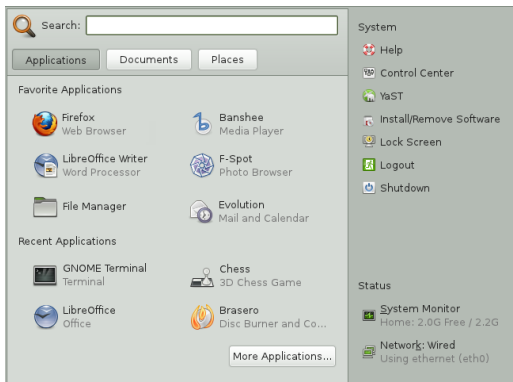 Search:
Applications
Documents
Places
Favorite Applications
Firefox
Web Browser
Banshee
Media Player
LibreOffice Writer
Word Processor
F-Spot
Photo Browser
File Manager
Evolution
Mail and Calendar
Recent Applications
GNOME Terminal
Terminal
Chess
3D Chess Game
LibreOffice
Office
Brasero
Disc Burner and Co...
More Applications...
System
Help
Control Center
YaST
Install/Remove Software
Lock Screen
Logout
Shutdown
Status
System Monitor
Home: 2.0G Free / 2.2G
Network: Wired
Using ethernet (eth0)